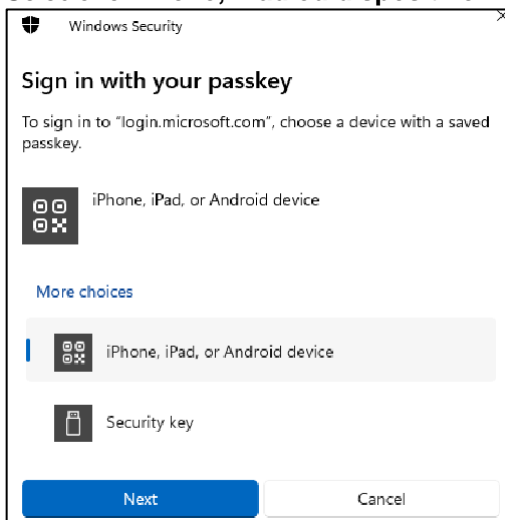 Windows Security
Sign in with your passkey
To sign in to "login.microsoft.com", choose a device with a saved
passkey.
iPhone, iPad, or Android device
More choices
iPhone, iPad, or Android device
Security key
Next Cancel